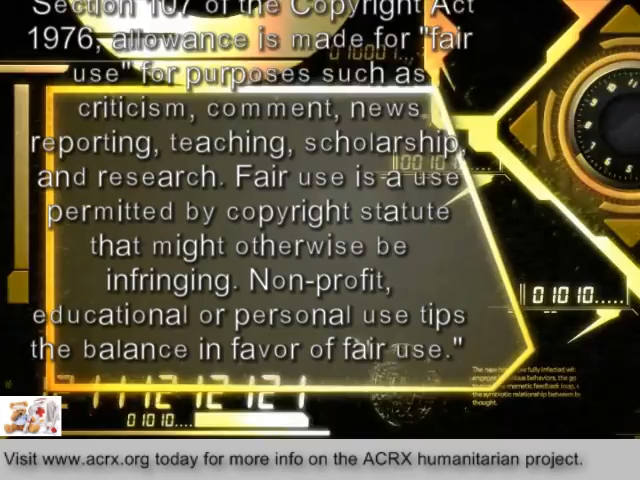 Section 107 of the Copyright Act
1976, allowance is made for "fair
use" for purposes such as
criticism, comment, news
reporting, teaching, scholarship,
and research. Fair use is a use
permitted by copyright statute
that might otherwise be
infringing. Non-profit,
educational or personal use tips
the balance in favor of fair use."
01010.....
01010....
Visit www.acrx.org today for more info on the ACRX humanitarian project.